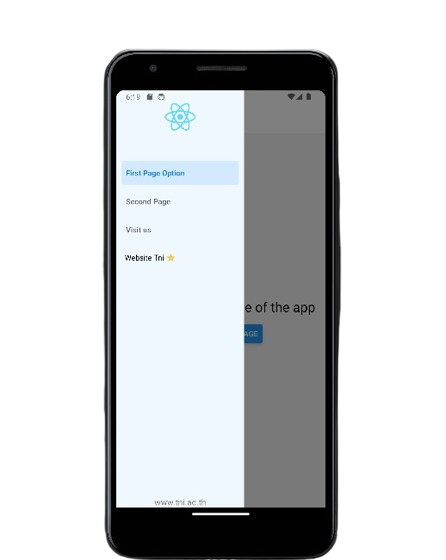 6:19
First Page Option
Second Page
Visit us
Website Tni ⭐
e of the app
AGE
www.tni.ac.th